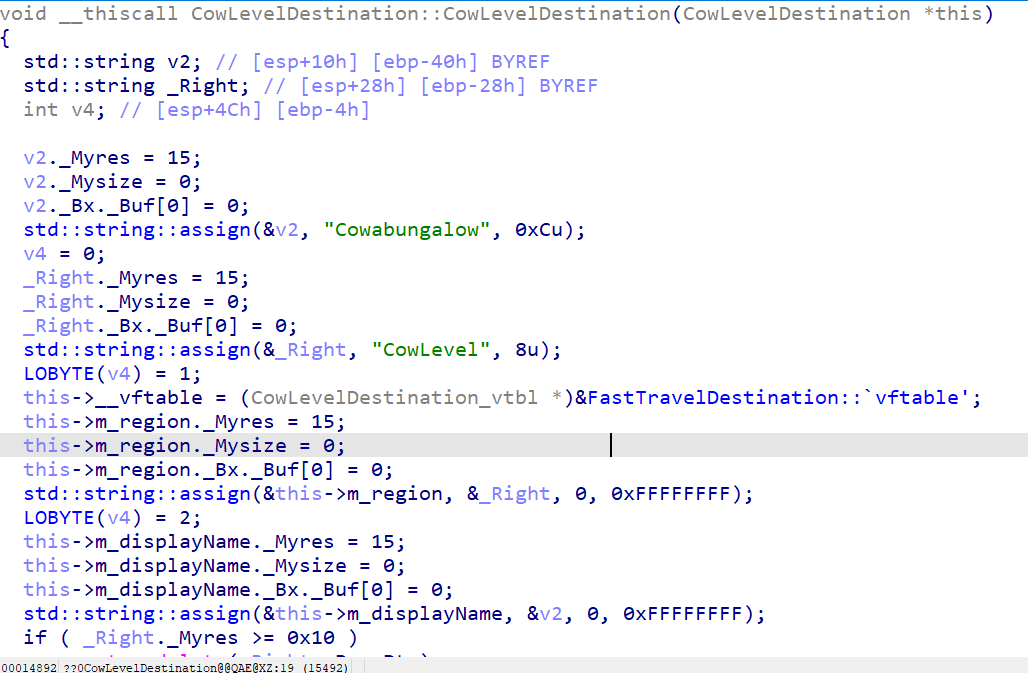 void __thiscall CowLevelDestination::CowLevelDestination(CowLevelDestination *this)
{
  std::string v2; // [esp+10h] [ebp-40h] BYREF
  std::string _Right; // [esp+28h] [ebp-28h] BYREF
  int v4; // [esp+4Ch] [ebp-4h]

  v2._Myres = 15;
  v2._Mysize = 0;
  v2._Bx._Buf[0] = 0;
  std::string::assign(&v2, "Cowabungalow", 0xCu);
  v4 = 0;
  _Right._Myres = 15;
  _Right._Mysize = 0;
  _Right._Bx._Buf[0] = 0;
  std::string::assign(&_Right, "CowLevel", 8u);
  LOBYTE(v4) = 1;
  this->__vftable = (CowLevelDestination_vtbl *)&FastTravelDestination::`vftable';
  this->m_region._Myres = 15;
  this->m_region._Mysize = 0;
  this->m_region._Bx._Buf[0] = 0;
  std::string::assign(&this->m_region, &_Right, 0, 0xFFFFFFFF);
  LOBYTE(v4) = 2;
  this->m_displayName._Myres = 15;
  this->m_displayName._Mysize = 0;
  this->m_displayName._Bx._Buf[0] = 0;
  std::string::assign(&this->m_displayName, &v2, 0, 0xFFFFFFFF);
  if ( _Right._Myres >= 0x10 )
00014892 ??0CowLevelDestination@@QAE@XZ:19 (15492)